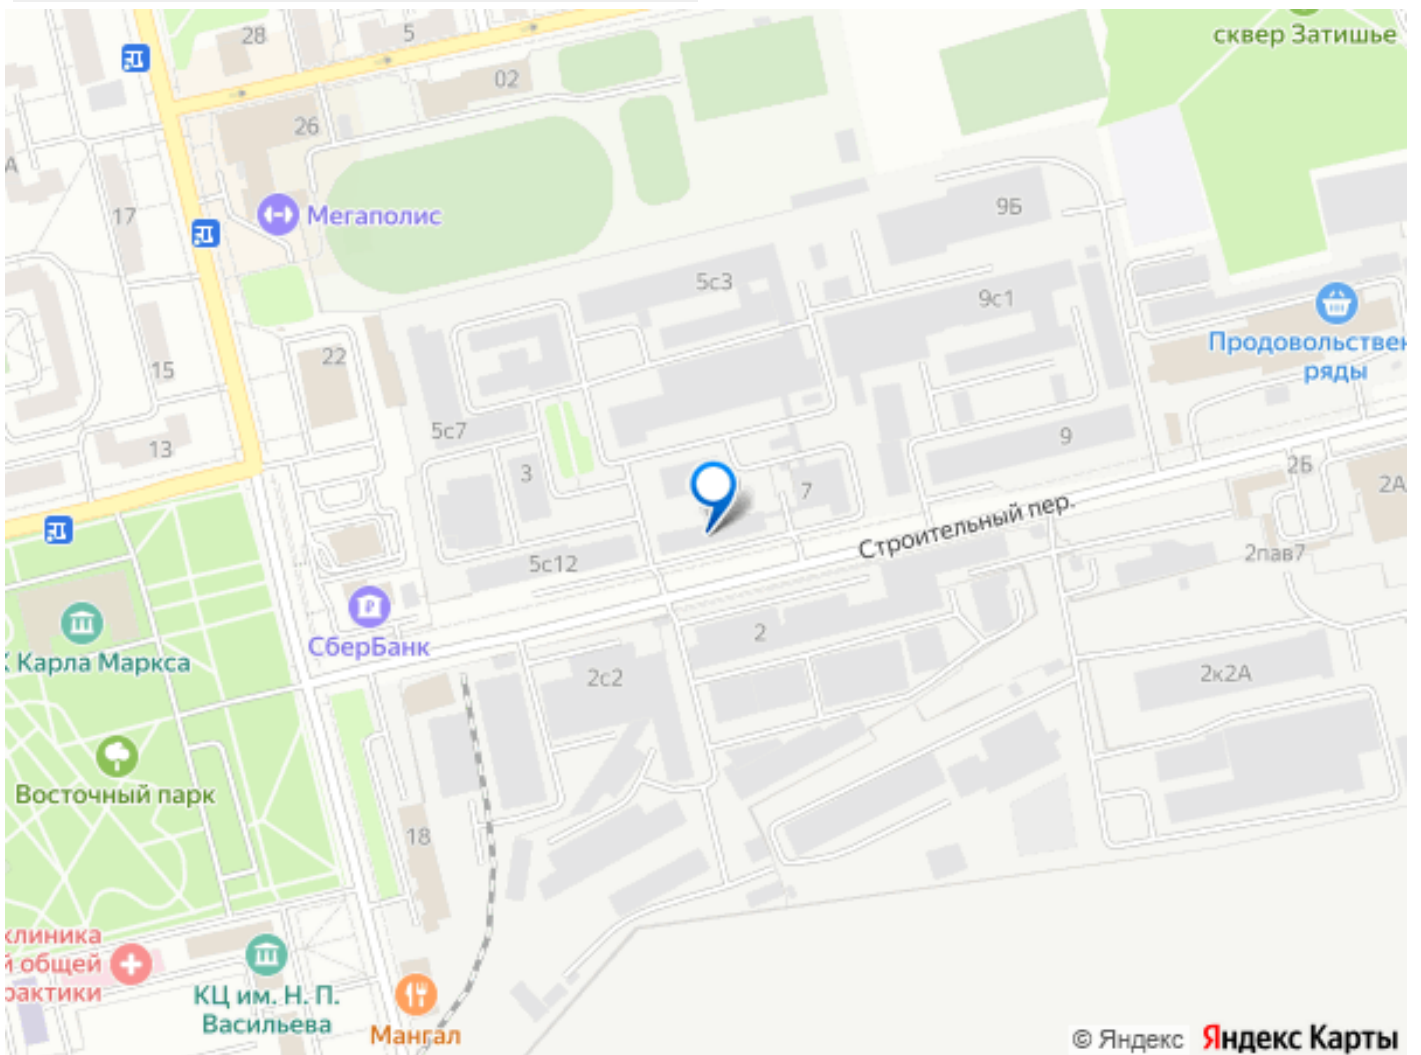 28
5
сквер Затишье
02
26
А
17
Мегаполис
9Б
5с3
9с1
22
15
Продовольствен
ряды
5с7
13
9
3
7
2Б
2А
Строительный пер.
5с12
2пав7
СберБанк
2
К Карла Маркса
2с2
2к2А
Восточный парк
18
клиника
й общей
рактики
КЦ им. Н. П.
Васильева
Мангал
© Яндекс Яндекс Карты